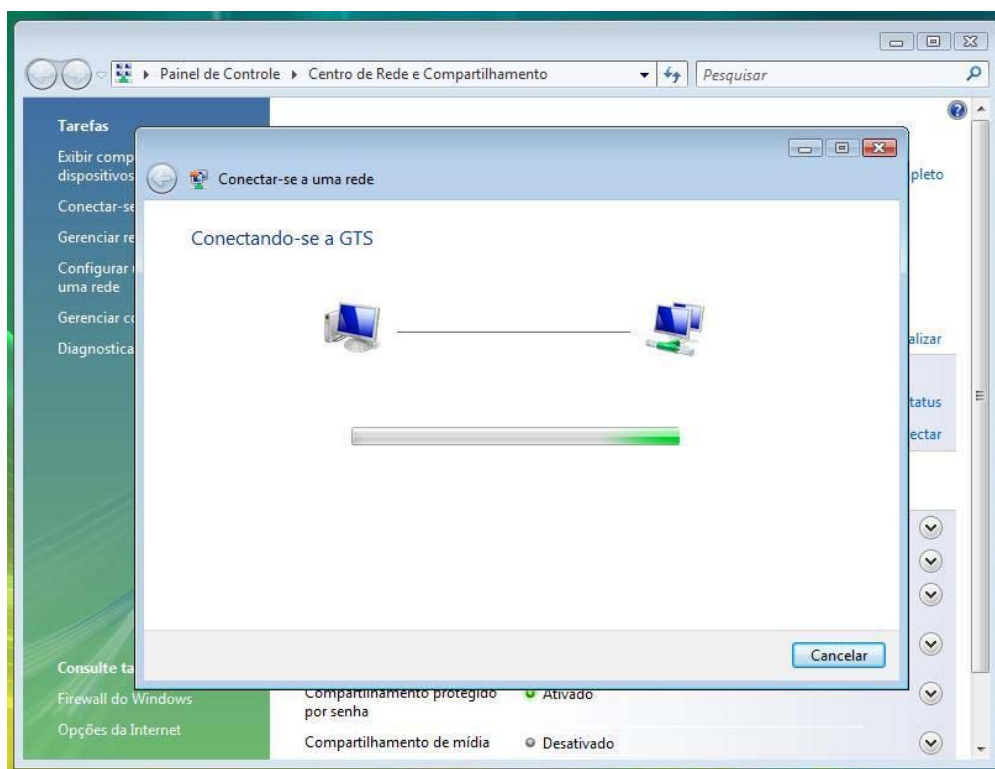 Painel de Controle
Centro de Rede e Compartilhamento
Pesquisar
Tarefas
Exibir comp
dispositivos
Conectar-se
Gerenciar re
Configurar
uma rede
Gerenciar co
Diagnostica
Conectar-se a uma rede
Conectando-se a GTS
Cancelar
pleto
alizar
tatus
ectar
Consulte ta
Firewall do Windows
Opções da Internet
Compartilhamento protegido
por senha
Ativado
Compartilhamento de mídia
Desativado